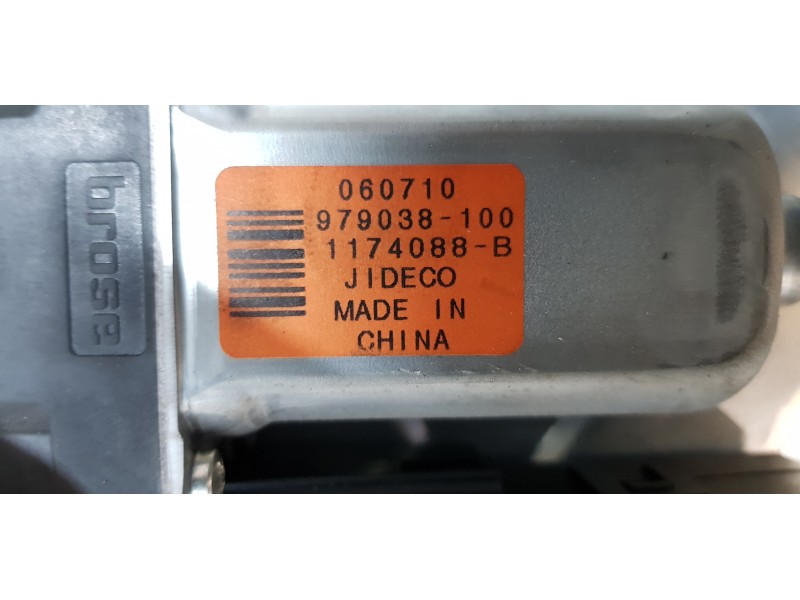 brose
060710
979038-100
1174088-B
JIDECO
MADE IN
CHINA